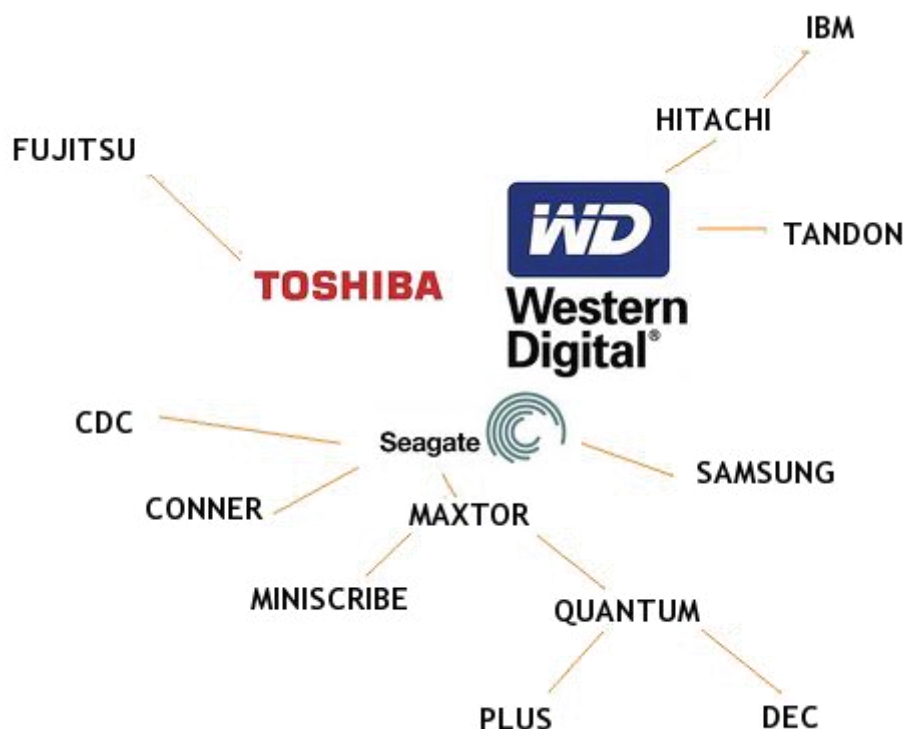 IBM
HITACHI
FUJITSU
WD
TANDON
TOSHIBA
Western
Digital®
CDC
Seagate
SAMSUNG
CONNER
MAXTOR
MINISCRIBE
QUANTUM
PLUS
DEC